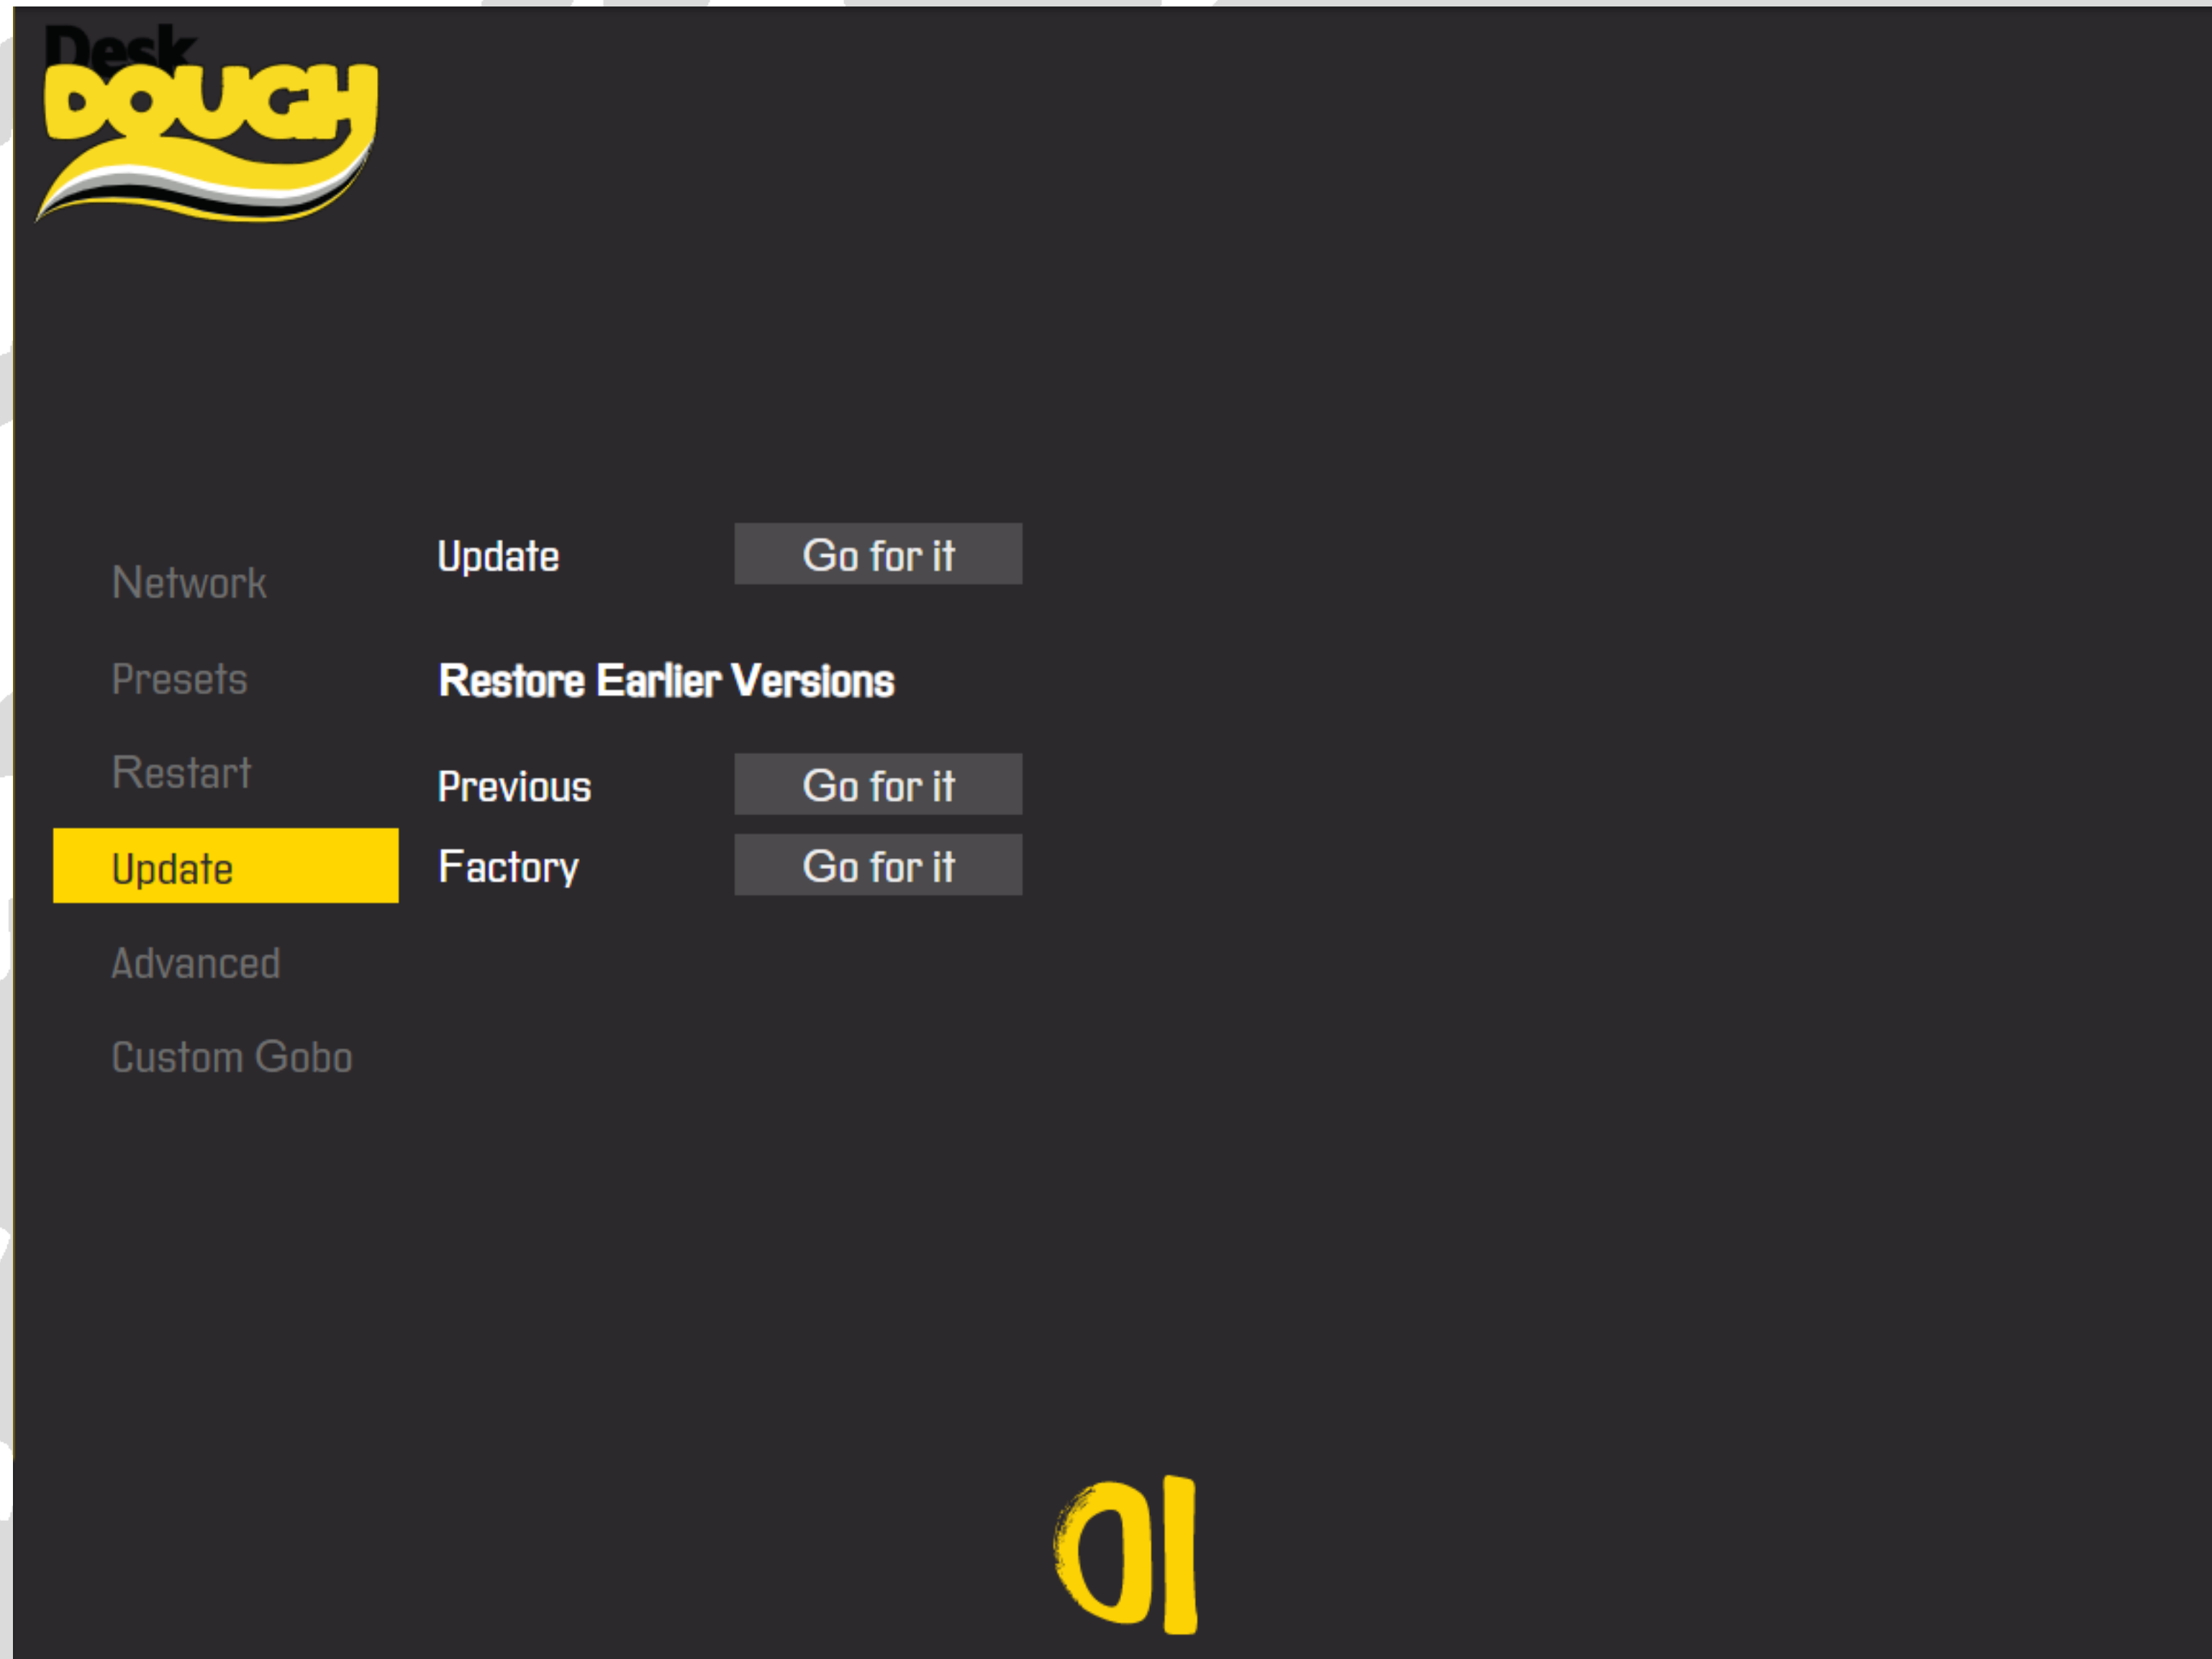 Desk
DOUGH
Network
Presets
Restart
Update
Advanced
Custom Gobo
Update Go for it
Restore Earlier Versions
Previous Go for it
Factory Go for it
OI